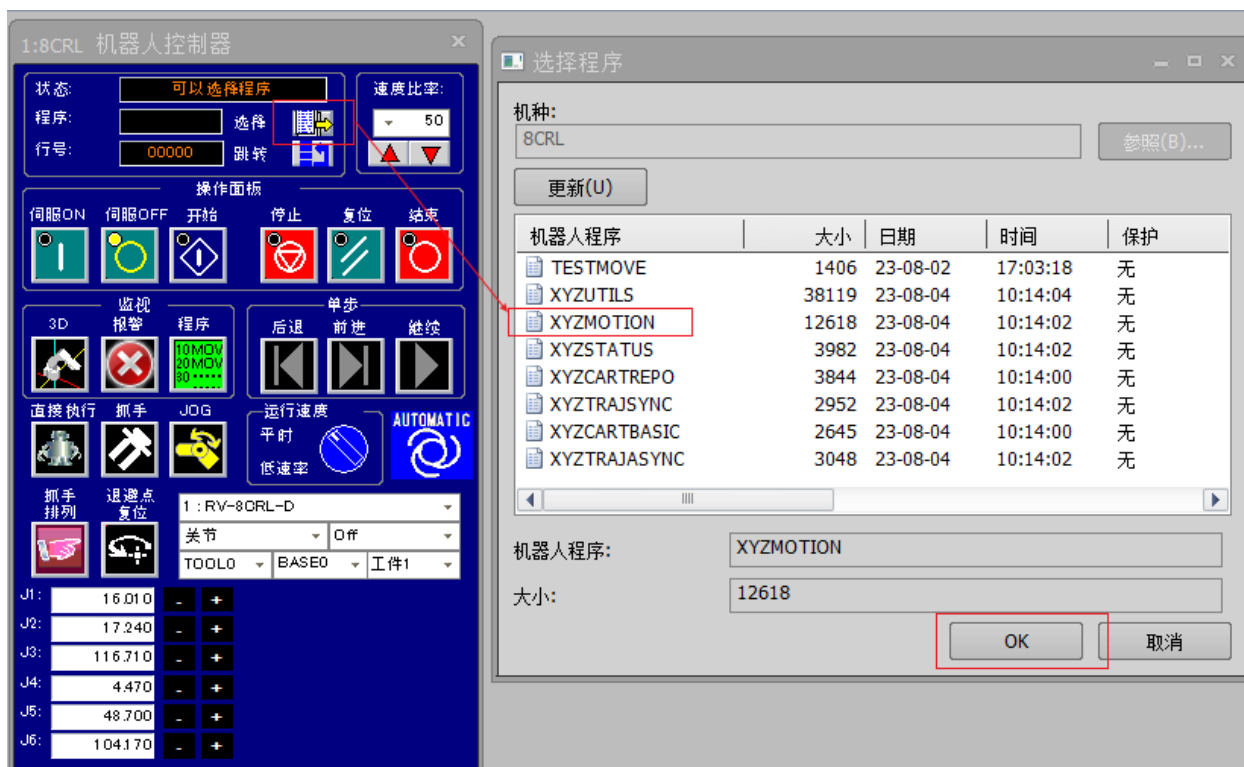 1:8CRL 机器人控制器
状态: 可以选择程序
程序: 选择
行号: 00000 跳转
速度比率:
50
操作面板
伺服ON 伺服OFF 开始 停止 复位 结束
监视
3D 报警 程序
10MOV
20MOV
30 ·····
单步
后退 前进 继续
直接执行 抓手 JOG
运行速度
平时
低速率
AUTOMATIC
抓手排列
退避点复位
1 : RV-8CRL-D
关节 Off
TOOL0 BASE0 工件1
J1: 16.010 - +
J2: 17.240 - +
J3: 116.710 - +
J4: 4.470 - +
J5: 48.700 - +
J6: 104.170 - +
选择程序
机种:
8CRL 参照(B)...
更新(U)
机器人程序 大小 日期 时间 保护
TESTMOVE 1406 23-08-02 17:03:18 无
XYZUTILS 38119 23-08-04 10:14:04 无
XYZMOTION 12618 23-08-04 10:14:02 无
XYZSTATUS 3982 23-08-04 10:14:02 无
XYZCARTREPO 3844 23-08-04 10:14:00 无
XYZTRAJSYNC 2952 23-08-04 10:14:02 无
XYZCARTBASIC 2645 23-08-04 10:14:00 无
XYZTRAJASYNC 3048 23-08-04 10:14:02 无
机器人程序: XYZMOTION
大小: 12618
OK 取消